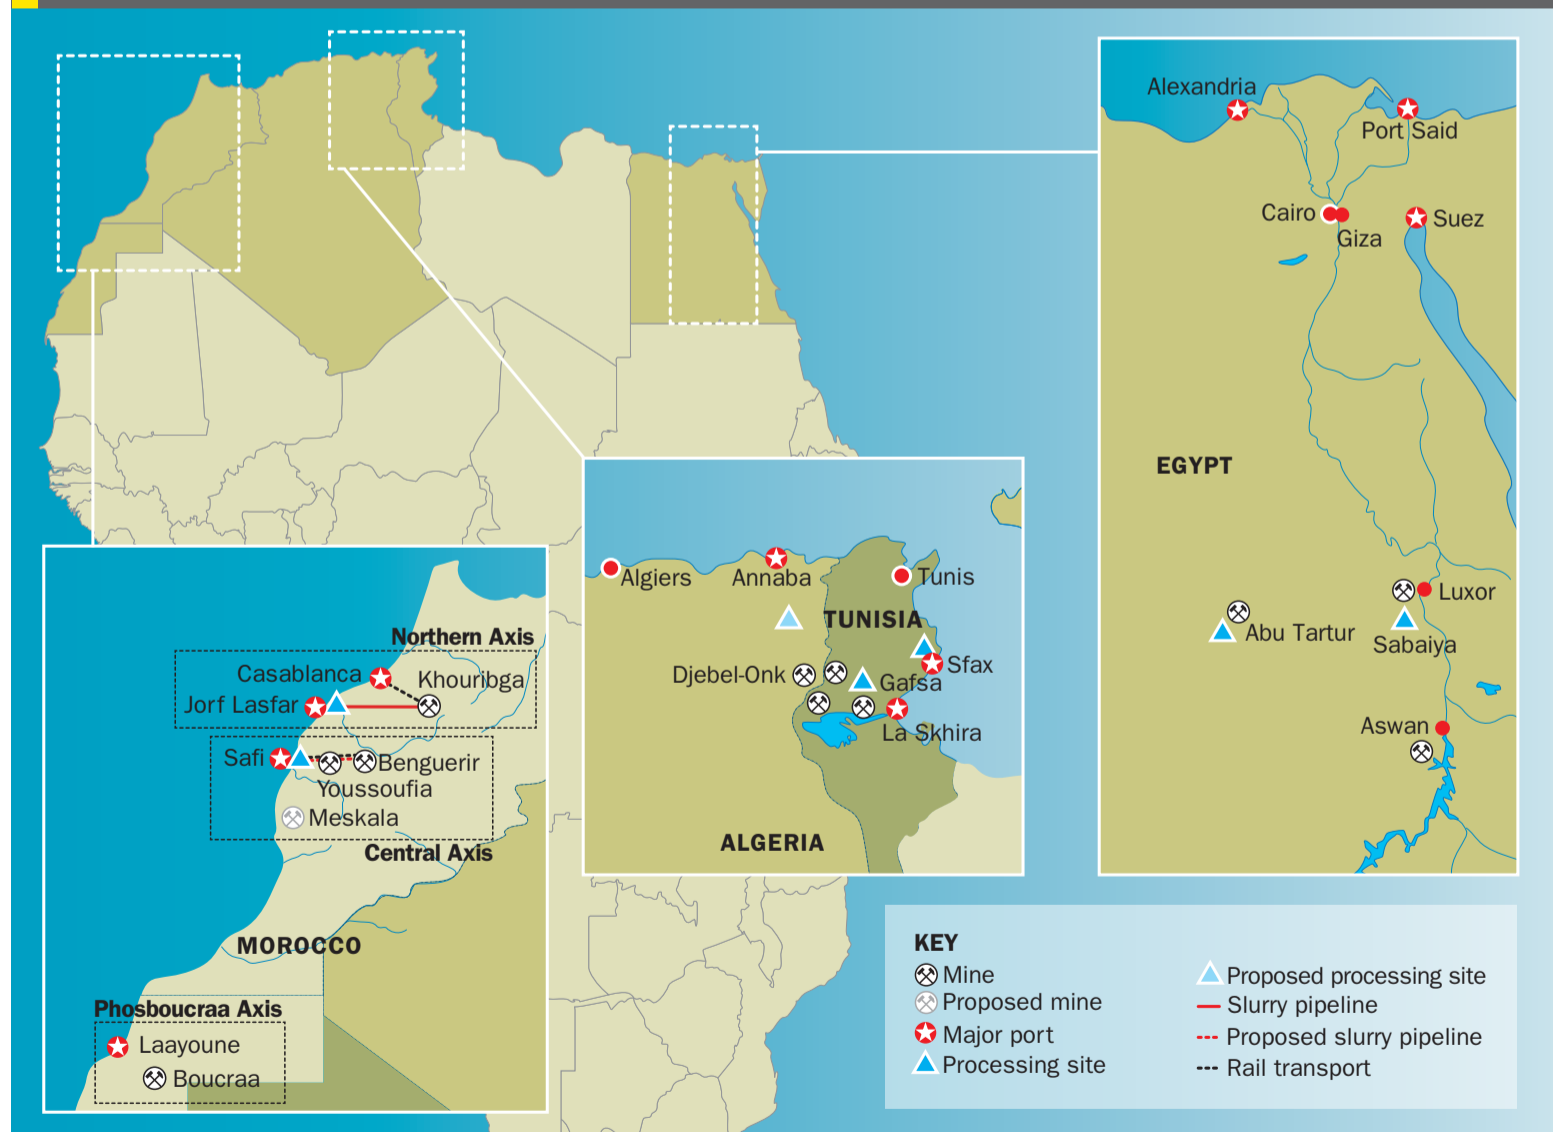 Alexandria
Port Said
Cairo
Giza
Suez
EGYPT
Luxor
Abu Tartur
Sabaiya
Aswan
Algiers
Annaba
Tunis
TUNISIA
Djebel-Onk
Sfax
Gafsa
La Skhira
ALGERIA
Northern Axis
Casablanca
Khouribga
Jorf Lasfar
Safi
Benguerir
Youssoufia
Meskala
Central Axis
MOROCCO
Phosboucraa Axis
Laayoune
Boucraa
KEY
Mine
Proposed mine
Major port
Processing site
Proposed processing site
Slurry pipeline
Proposed slurry pipeline
Rail transport